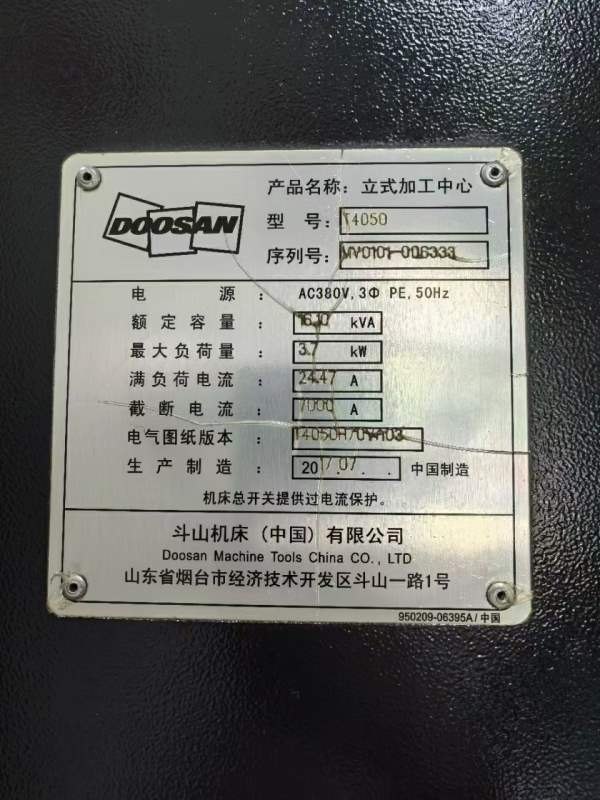 DOOSAN
产品名称：立式加工中心
型 号：T4050
序列号：MV0101-006333
电 源：AC380V, 3Φ PE, 50Hz
额定容量：16.10 kVA
最大负荷量：3.7 kW
满负荷电流：24.47 A
截断电流：7000 A
电气图纸版本：T4050H70VA03
生产制造：2017.07. . 中国制造
机床总开关提供过电流保护。
斗山机床（中国）有限公司
Doosan Machine Tools China CO., LTD
山东省烟台市经济技术开发区斗山一路1号
950209-06395A/中国